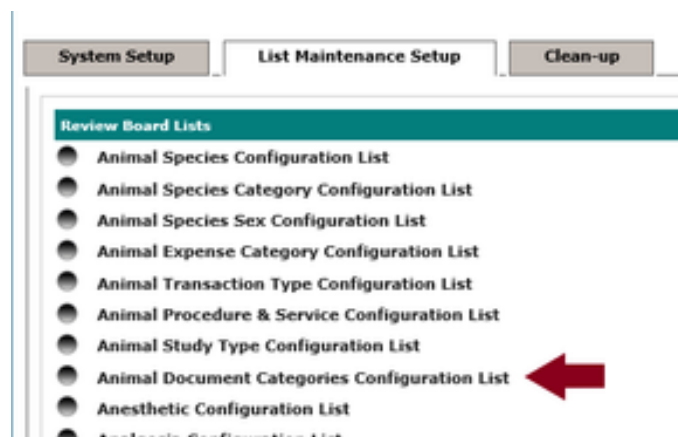 System Setup
List Maintenance Setup
Clean-up
Review Board Lists
Animal Species Configuration List
Animal Species Category Configuration List
Animal Species Sex Configuration List
Animal Expense Category Configuration List
Animal Transaction Type Configuration List
Animal Procedure & Service Configuration List
Animal Study Type Configuration List
Animal Document Categories Configuration List
Anesthetic Configuration List
Configuration List